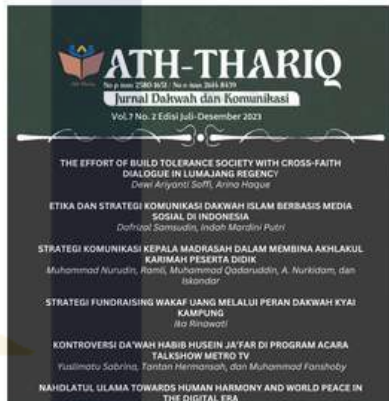 ATH-THARIQ
Jurnal Dakwah dan Komunikasi
Vol.7 No. 2 Edisi Juli-Desember 2023
THE EFFORT OF BUILD TOLERANCE SOCIETY WITH CROSS-FAITH
DIALOGUE IN LUMAJANG REGENCY
Dewi Ariyanti Soffi, Arina Haque
ETIKA DAN STRATEGI KOMUNIKASI DAKWAH ISLAM BERBASIS MEDIA
SOSIAL DI INDONESIA
Dafrizal Samsudin, Indah Mardini Putri
STRATEGI KOMUNIKASI KEPALA MADRASAH DALAM MEMBINA AKHLAKUL
KARIMAH PESERTA DIDIK
Muhammad Nurudin, Ramli, Muhammad Qadaruddin, A. Nurkidam, dan
Iskandar
STRATEGI FUNDRAISING WAKAF UANG MELALUI PERAN DAKWAH KYAI
KAMPUNG
Ika Rinawati
KONTROVERSI DA'WAH HABIB HUSEIN JA'FAR DI PROGRAM ACARA
TALKSHOW METRO TV
Yuslimatu Sabrina, Tantan Hermansah, dan Muhammad Fanshoby
NAHDLATUL ULAMA TOWARDS HUMAN HARMONY AND WORLD PEACE IN
THE DIGITAL ERA